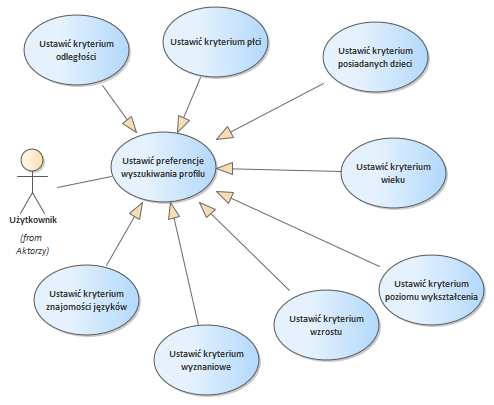 Ustawić kryterium
odległości
Ustawić kryterium płci
Ustawić kryterium
posiadanych dzieci
Ustawić preferencje
wyszukiwania profilu
Ustawić kryterium
wieku
Użytkownik
(from
Aktorzy)
Ustawić kryterium
znajomości języków
Ustawić kryterium
poziomu wykształcenia
Ustawić kryterium
wzrostu
Ustawić kryterium
wyznaniowe